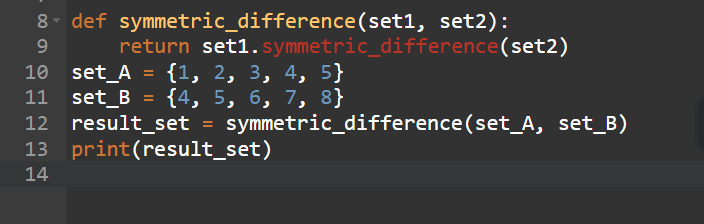 8 def symmetric_difference(set1, set2):
9     return set1.symmetric_difference(set2)
10 set_A = {1, 2, 3, 4, 5}
11 set_B = {4, 5, 6, 7, 8}
12 result_set = symmetric_difference(set_A, set_B)
13 print(result_set)
14